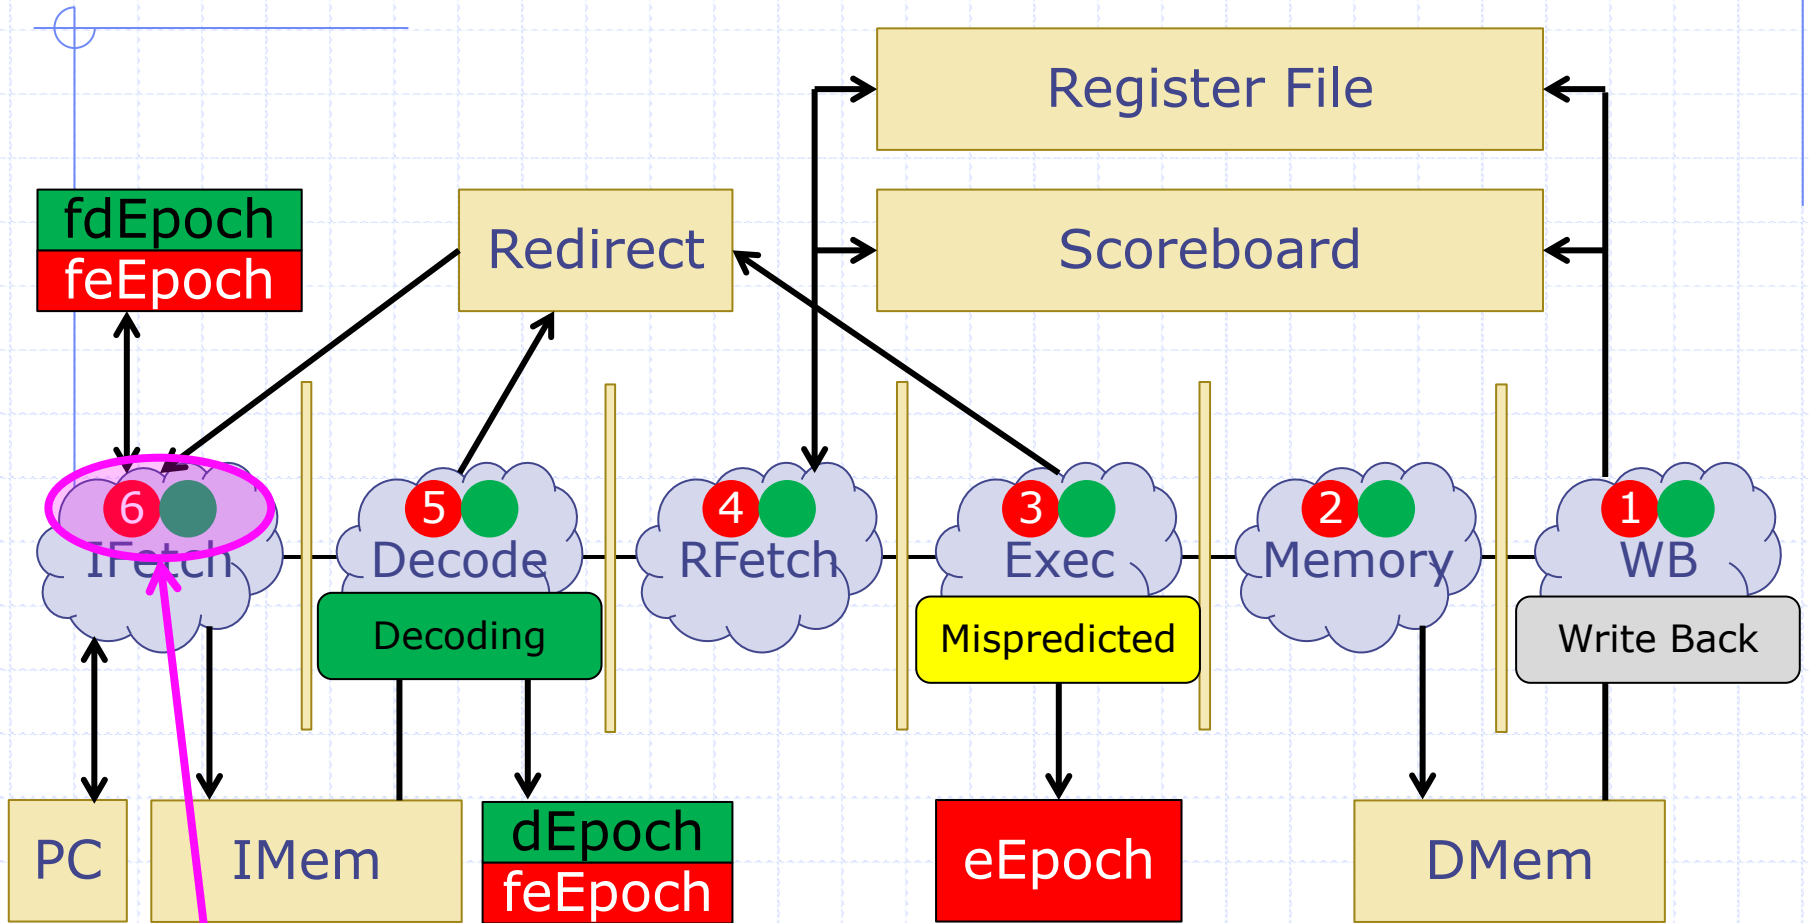 Register File
fdEpoch
feEpoch
Redirect
Scoreboard
6
5
4
3
2
1
IFetch
Decode
RFetch
Exec
Memory
WB
Decoding
Mispredicted
Write Back
PC
IMem
dEpoch
feEpoch
eEpoch
DMem